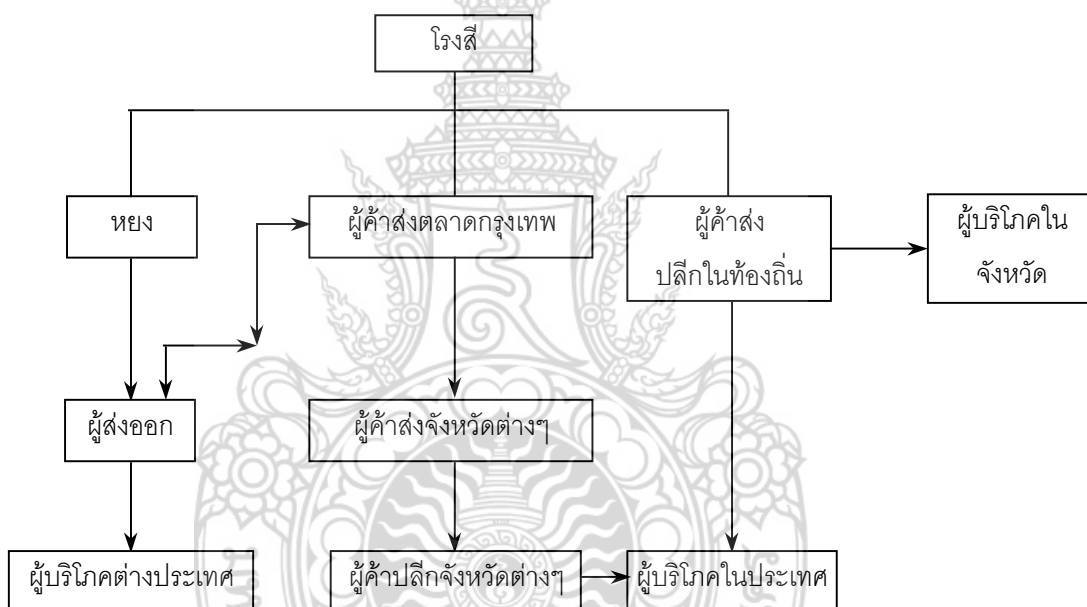 โรงสี
หยง
ผู้ค้าส่งตลาดกรุงเทพ
ผู้ค้าส่ง
ปลีกในท้องถิ่น
ผู้บริโภคใน
จังหวัด
ผู้ส่งออก
ผู้ค้าส่งจังหวัดต่างๆ
ผู้บริโภคต่างประเทศ
ผู้ค้าปลีกจังหวัดต่างๆ
ผู้บริโภคในประเทศ